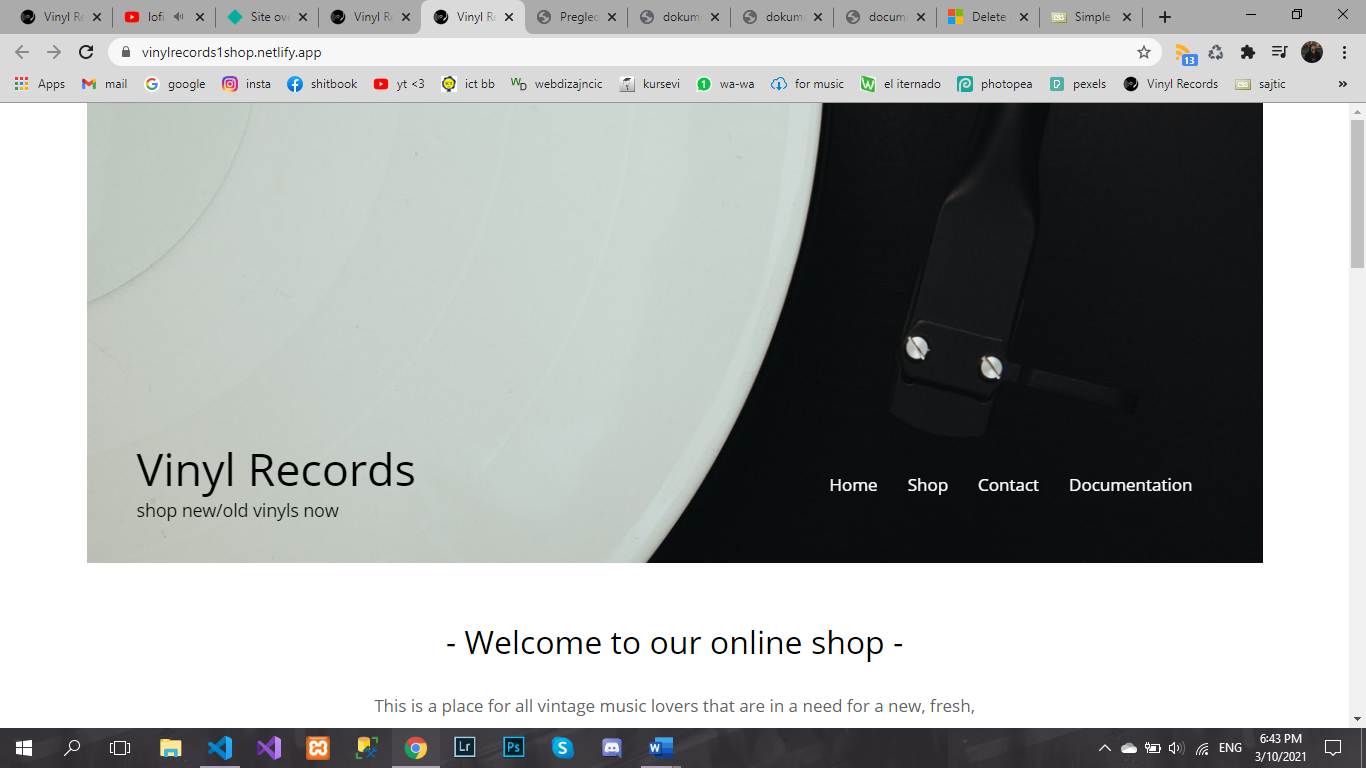 Vinyl Re
lofi
Site ove
Vinyl Re
Vinyl Re
Pregled
dokum
dokum
docum
Delete
Simple
vinylrecords1shop.netlify.app
13
Apps
mail
google
insta
shitbook
yt <3
ict bb
webdizajncic
kursevi
wa-wa
for music
el iternado
photopea
pexels
Vinyl Records
sajtic
»
Vinyl Records
shop new/old vinyls now
Home Shop Contact Documentation
- Welcome to our online shop -
This is a place for all vintage music lovers that are in a need for a new, fresh,
ENG
6:43 PM
3/10/2021